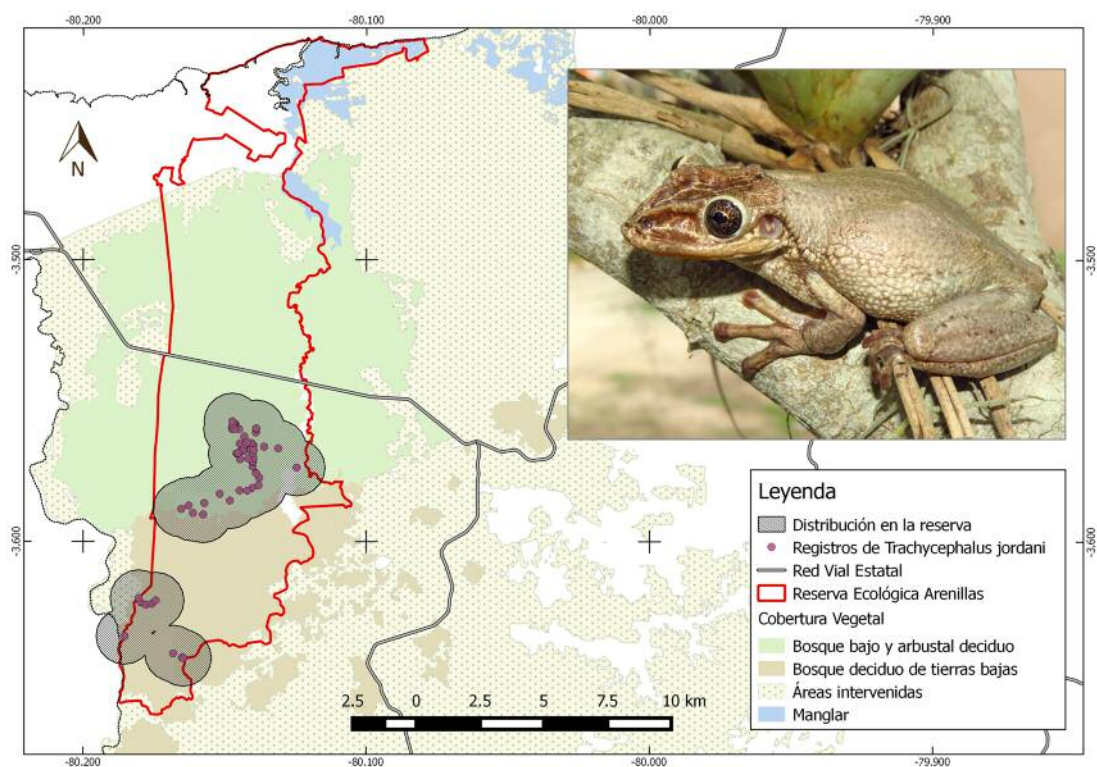 -80.200 -80.100 -80.000 -79.900
N
-3.500 -3.500
Leyenda
Distribución en la reserva
Registros de Trachycephalus jordani
-3.600 -3.600
Red Vial Estatal
Reserva Ecológica Arenillas
Cobertura Vegetal
Bosque bajo y arbustal deciduo
Bosque deciduo de tierras bajas
Áreas intervenidas
Manglar
2.5 0 2.5 5 7.5 10 km
-80.200 -80.100 -80.000 -79.900